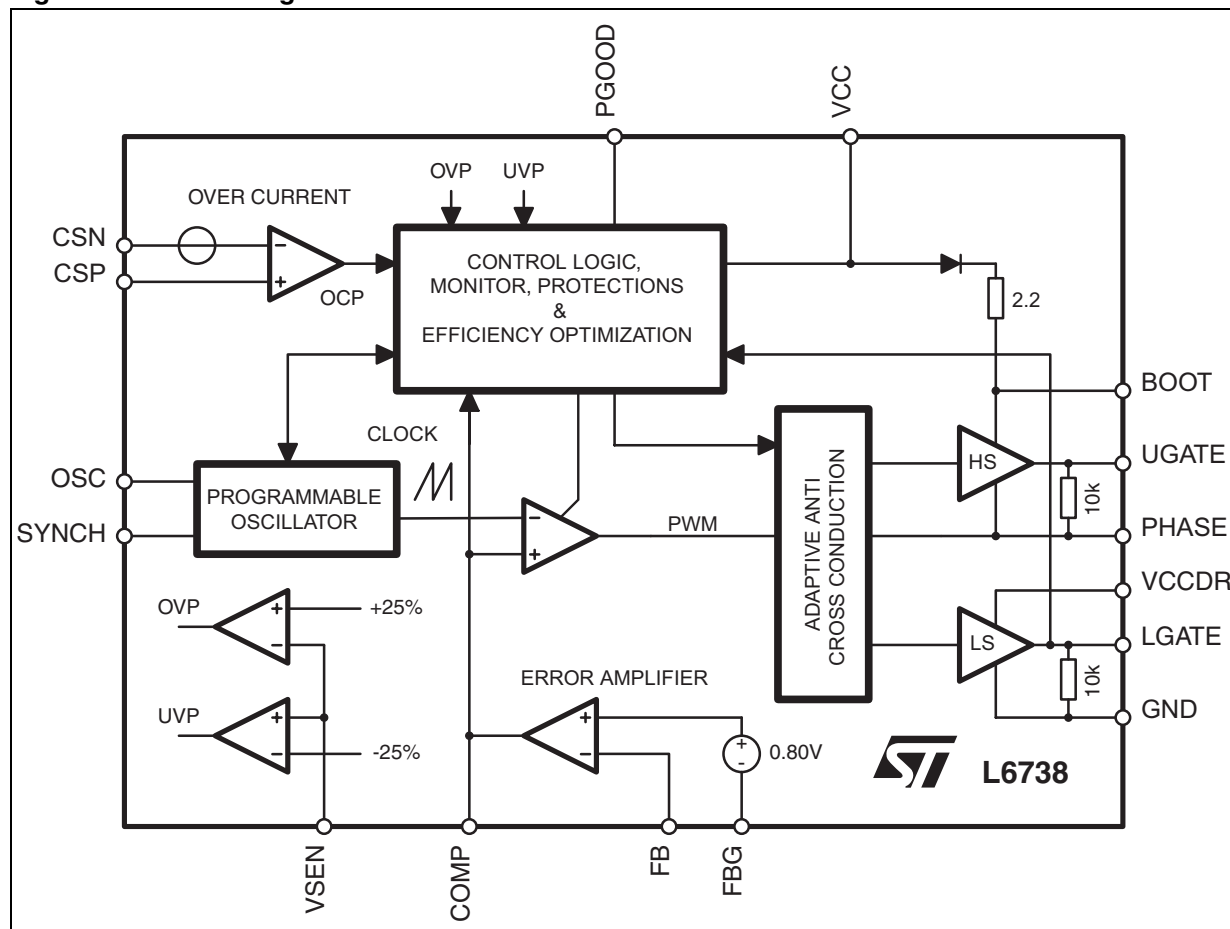 PGOOD
VCC
OVP
UVP
OVER CURRENT
CSN
-
CSP
+
OCP
CONTROL LOGIC,
MONITOR, PROTECTIONS
&
EFFICIENCY OPTIMIZATION
2.2
BOOT
CLOCK
HS
UGATE
10k
OSC
PROGRAMMABLE
OSCILLATOR
SYNCH
-
+
PWM
ADAPTIVE ANTI
CROSS CONDUCTION
PHASE
VCCDR
OVP
+
-
+25%
LS
LGATE
10k
GND
UVP
+
-
-25%
ERROR AMPLIFIER
+
-
+
-
0.80V
ST
L6738
VSEN
COMP
FB
FBG